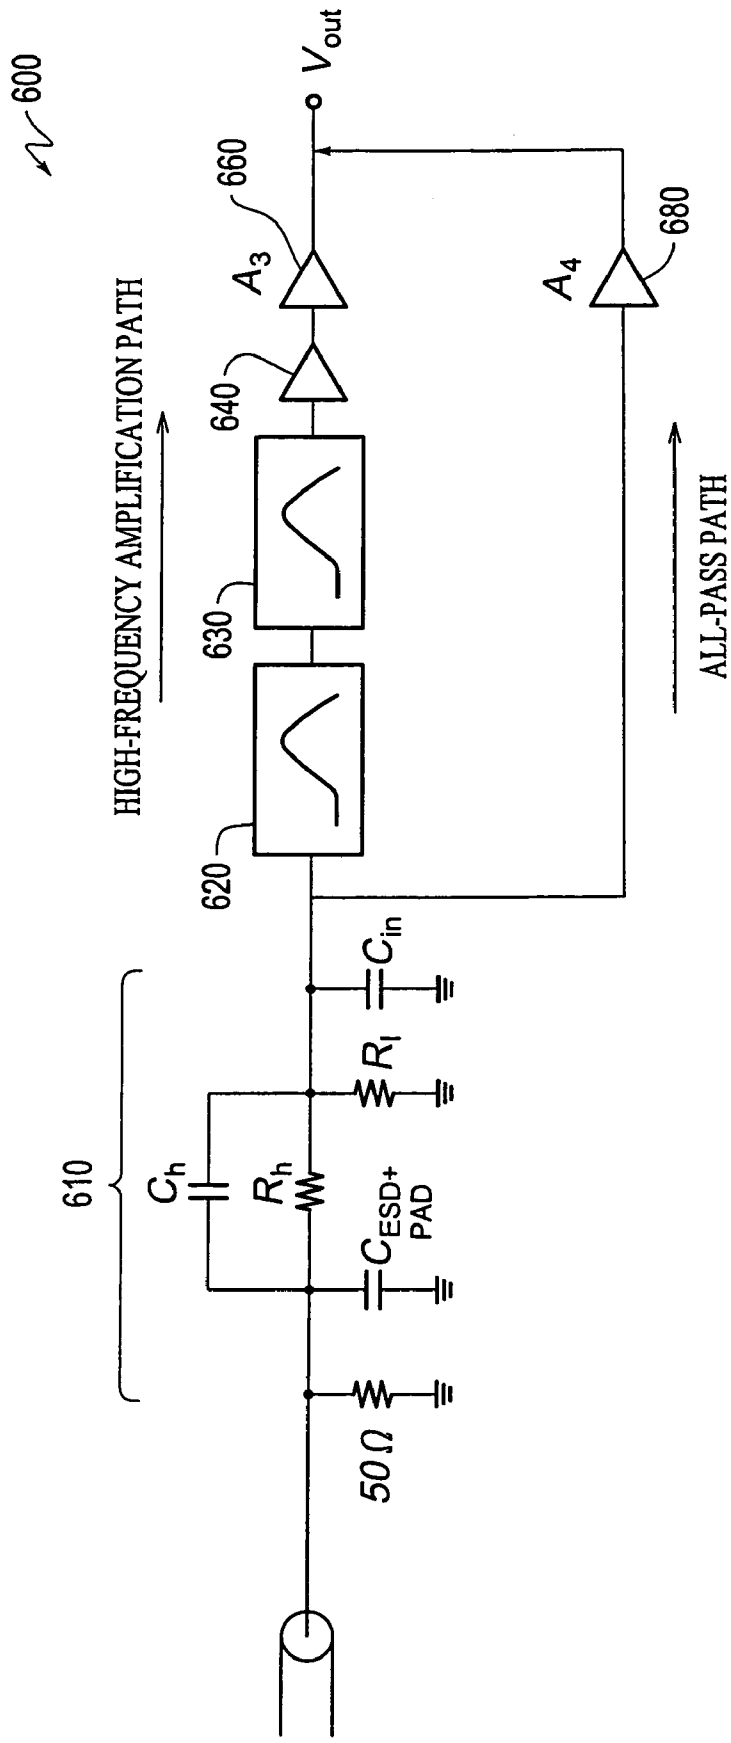 600
HIGH-FREQUENCY AMPLIFICATION PATH
610
Ch
Rh
CESD+
PAD
50Ω
Rl
Cin
620
630
640
A3
660
Vout
A4
680
ALL-PASS PATH